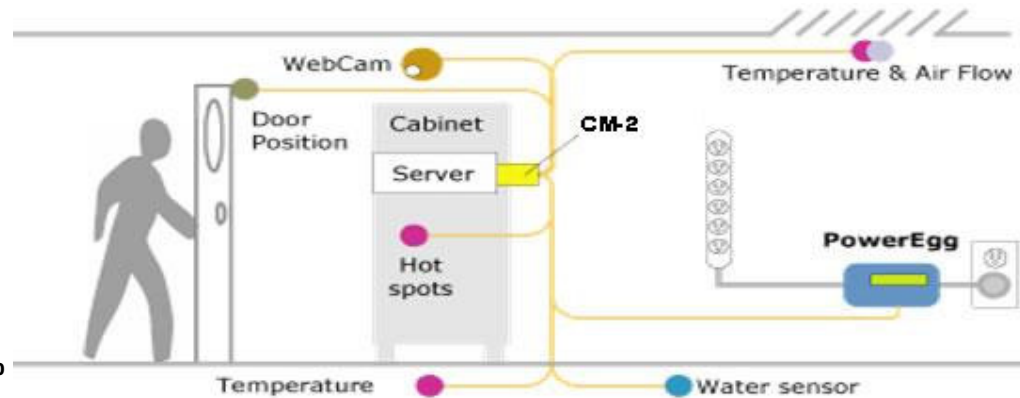 WebCam
Temperature & Air Flow
Door
Position
Cabinet
CM-2
Server
PowerEgg
Hot
spots
Temperature
Water sensor